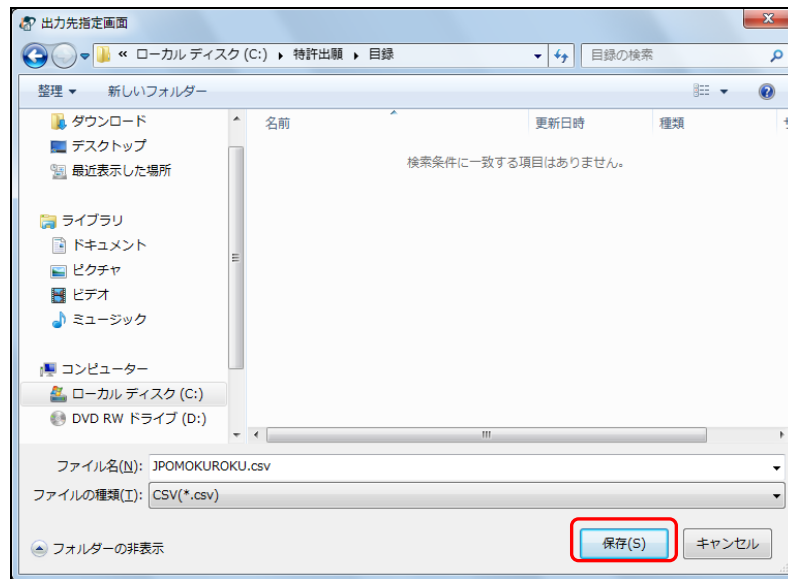 出力先指定画面
« ローカル ディスク (C:) ▸ 特許出願 ▸ 目録
目録の検索
整理 新しいフォルダー
名前 更新日時 種類
検索条件に一致する項目はありません。
ダウンロード
デスクトップ
最近表示した場所
ライブラリ
ドキュメント
ピクチャ
ビデオ
ミュージック
コンピューター
ローカル ディスク (C:)
DVD RW ドライブ (D:)
ファイル名(N): JPOMOKUROKU.csv
ファイルの種類(T): CSV(*.csv)
フォルダーの非表示
保存(S) キャンセル